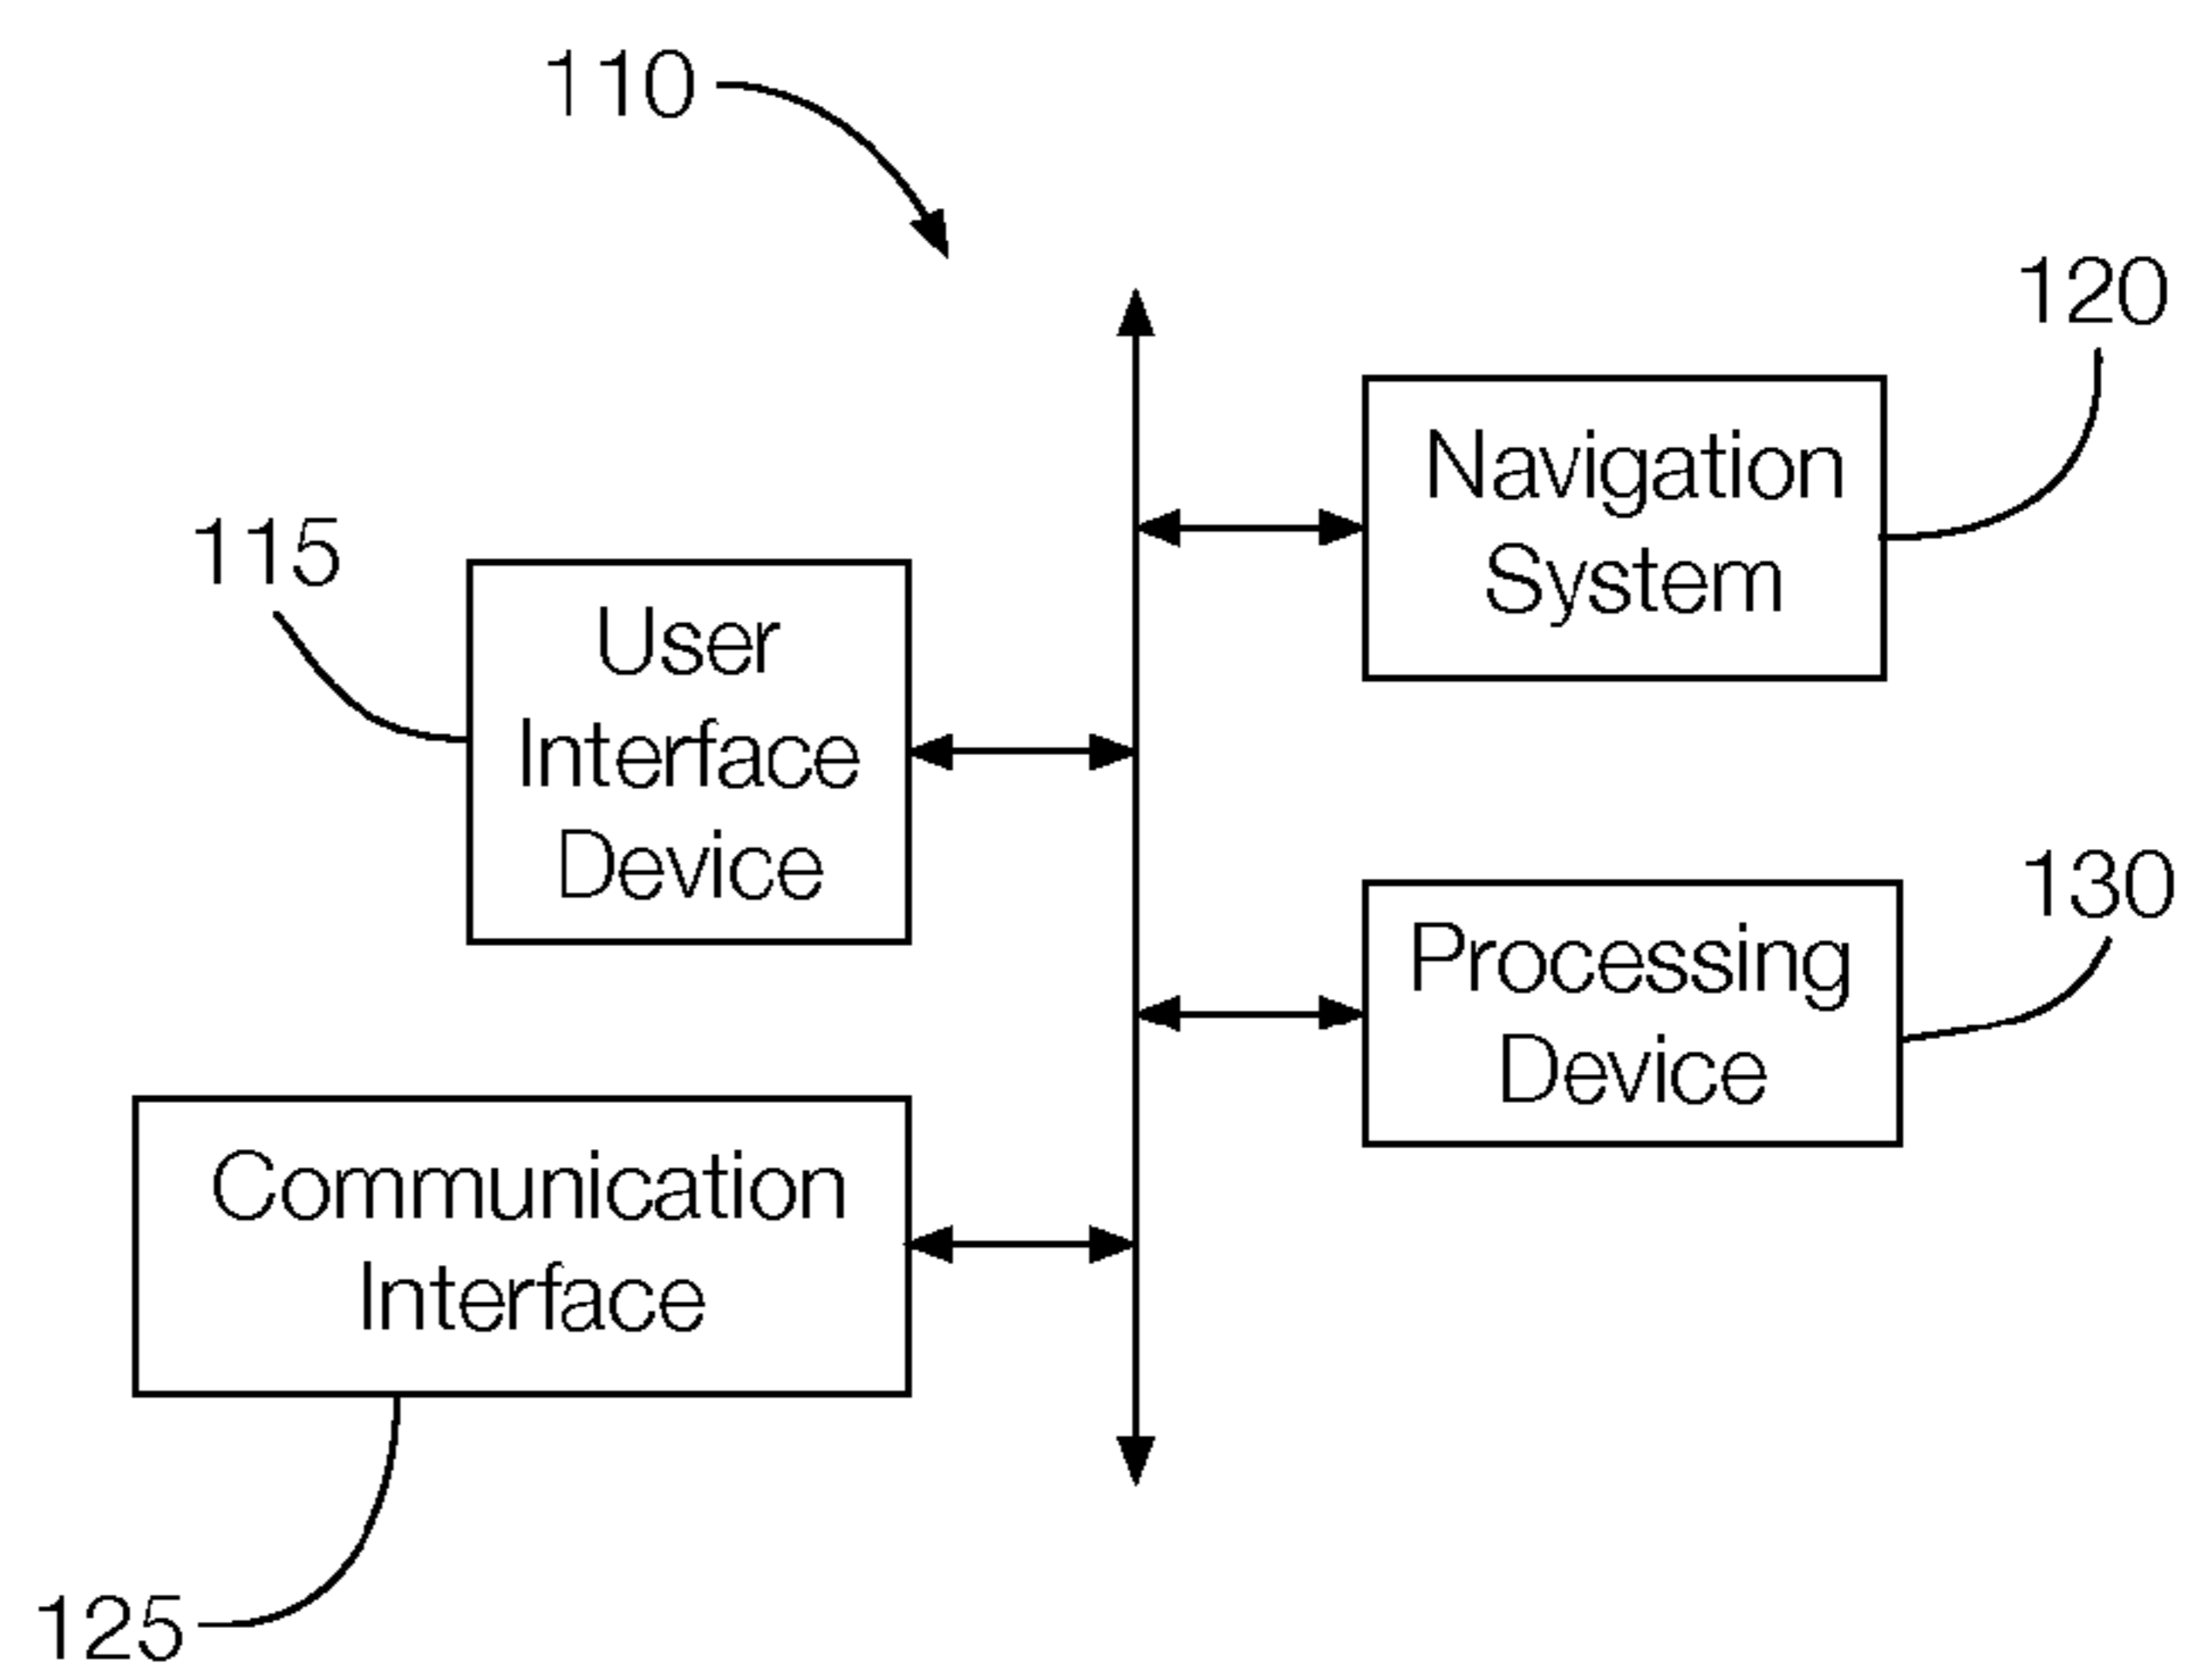 110
120
Navigation
System
115
User
Interface
Device
130
Processing
Device
Communication
Interface
125